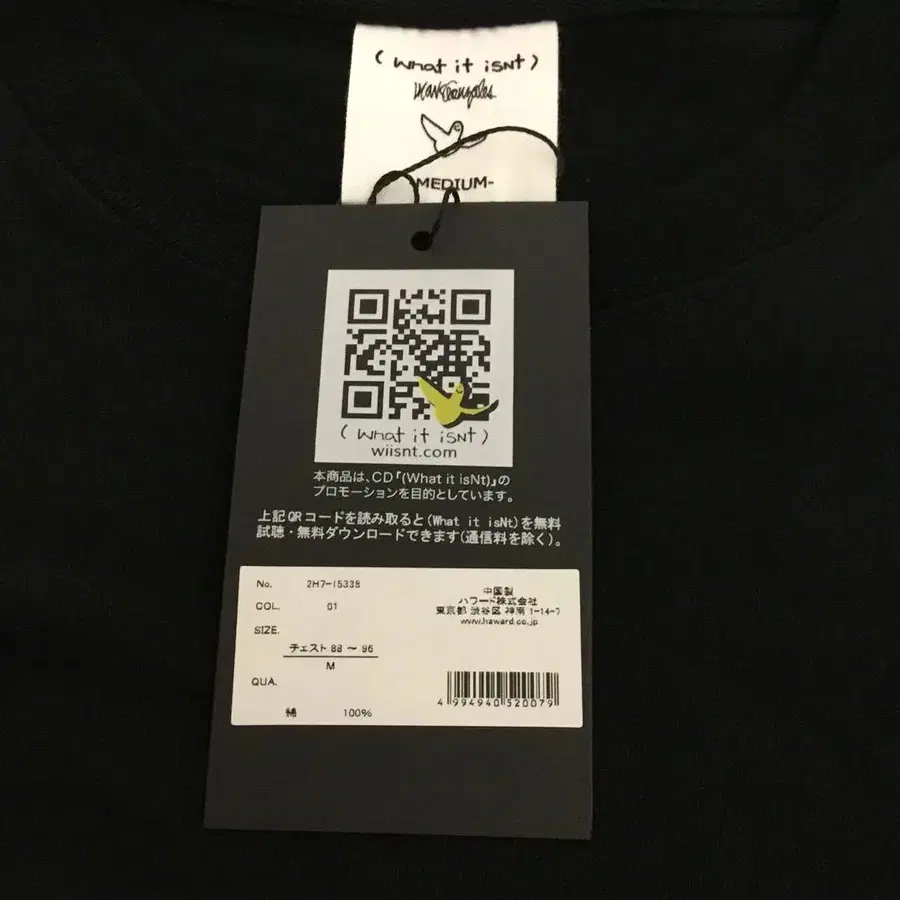 ( What it isNt )
MarkGonzales
-MEDIUM-
( What it isNt )
wiisnt.com
本商品は、CD『(What it isNt)』の
プロモーションを目的としています。
上記QRコードを読み取ると(What it isNt)を無料
試聴・無料ダウンロードできます(通信料を除く)。
No. 2H7-15338
COL. 01
SIZE.
チェスト 88 ～ 96
M
QUA.
綿 100%
中国製
ハワード株式会社
東京都 渋谷区 神南 1-14-7
www.haward.co.jp
4 994940 520079